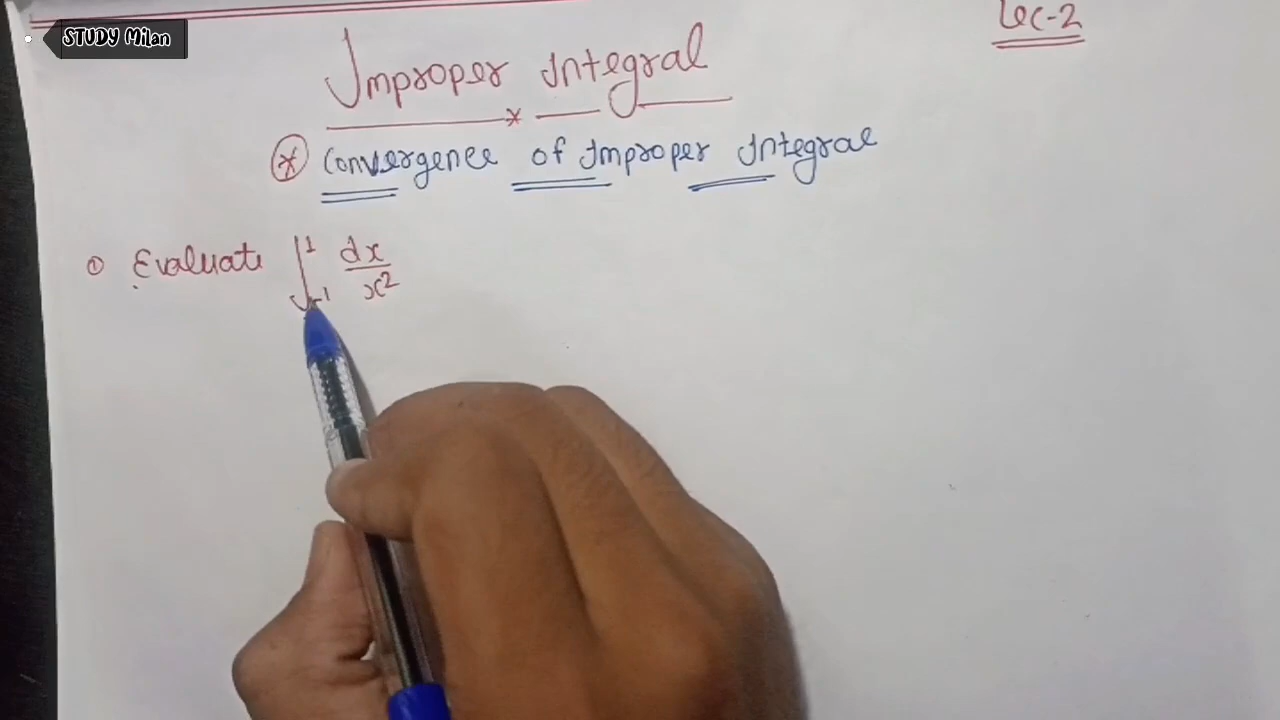 STUDY Milan
Lec-2
Improper Integral
* Convergence of Improper Integral
① Evaluate ∫₋₁¹ dx/x²